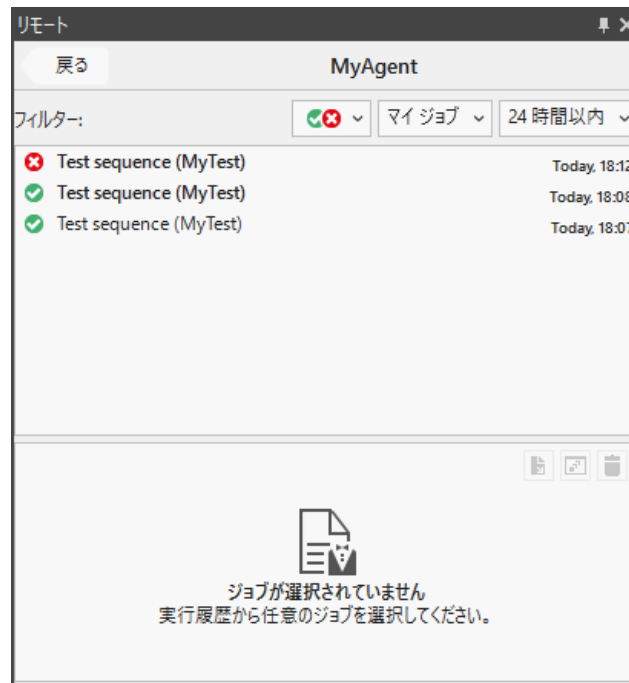 リモート
戻る MyAgent
フィルター: マイ ジョブ 24 時間以内
Test sequence (MyTest) Today, 18:12
Test sequence (MyTest) Today, 18:08
Test sequence (MyTest) Today, 18:07
ジョブが選択されていません
実行履歴から任意のジョブを選択してください。